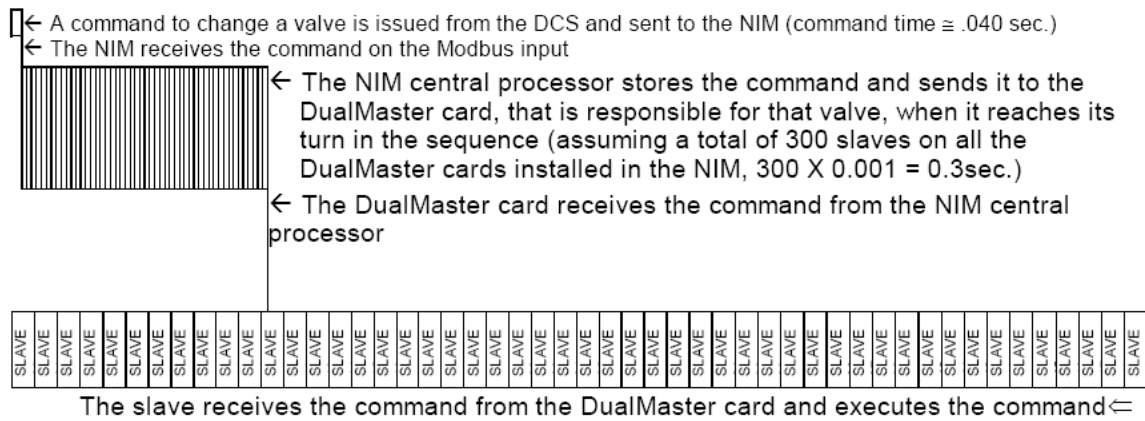 ← A command to change a valve is issued from the DCS and sent to the NIM (command time ≅ .040 sec.)
← The NIM receives the command on the Modbus input
← The NIM central processor stores the command and sends it to the
DualMaster card, that is responsible for that valve, when it reaches its
turn in the sequence (assuming a total of 300 slaves on all the
DualMaster cards installed in the NIM, 300 X 0.001 = 0.3sec.)
← The DualMaster card receives the command from the NIM central
processor
SLAVE SLAVE SLAVE SLAVE SLAVE SLAVE SLAVE SLAVE SLAVE SLAVE SLAVE SLAVE SLAVE SLAVE SLAVE SLAVE SLAVE SLAVE SLAVE SLAVE SLAVE SLAVE SLAVE SLAVE SLAVE SLAVE SLAVE SLAVE SLAVE SLAVE SLAVE SLAVE SLAVE SLAVE SLAVE SLAVE SLAVE SLAVE SLAVE SLAVE SLAVE SLAVE SLAVE SLAVE SLAVE SLAVE SLAVE SLAVE SLAVE SLAVE
The slave receives the command from the DualMaster card and executes the command⇐